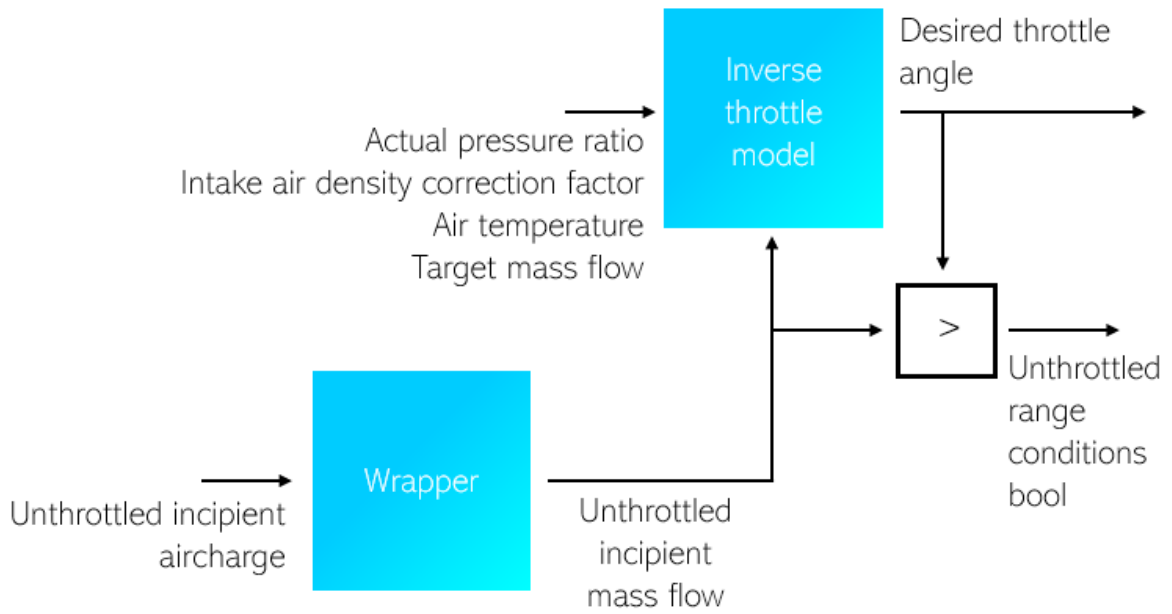 Inverse
throttle
model
Desired throttle
angle
Actual pressure ratio
Intake air density correction factor
Air temperature
Target mass flow
>
Unthrottled
range
conditions
bool
Wrapper
Unthrottled incipient
aircharge
Unthrottled
incipient
mass flow